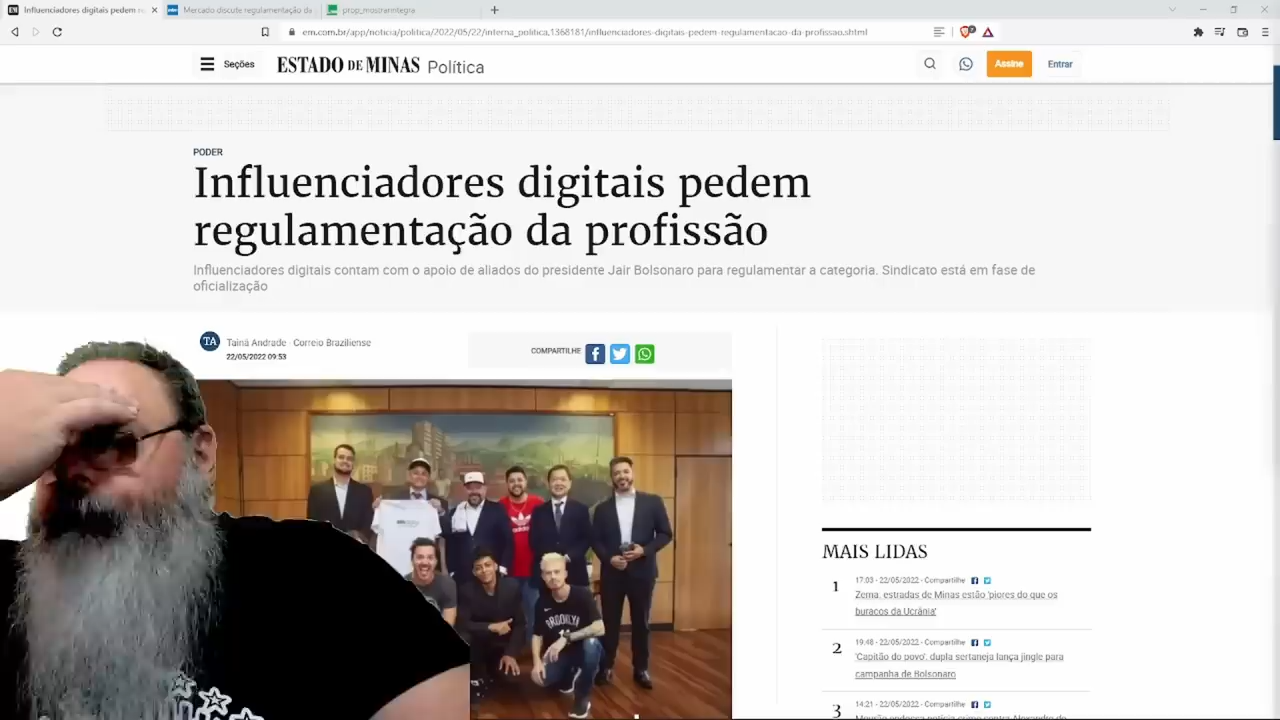 Influenciadores digitais pedem re
Mercado discute regulamentação da
prop_mostrarintegra
em.com.br/app/noticia/politica/2022/05/22/interna_politica,1368181/influenciadores-digitais-pedem-regulamentacao-da-profissao.shtml
Seções
ESTADO DE MINAS Política
Assine
Entrar
PODER
Influenciadores digitais pedem
regulamentação da profissão
Influenciadores digitais contam com o apoio de aliados do presidente Jair Bolsonaro para regulamentar a categoria. Sindicato está em fase de
oficialização
TA
Tainá Andrade - Correio Braziliense
22/05/2022 09:53
COMPARTILHE
BROOKLYN
MAIS LIDAS
1
17:03 - 22/05/2022 - Compartilhe
Zema: estradas de Minas estão 'piores do que os
buracos da Ucrânia'
2
19:48 - 22/05/2022 - Compartilhe
'Capitão do povo': dupla sertaneja lança jingle para
campanha de Bolsonaro
3
14:21 - 22/05/2022 - Compartilhe